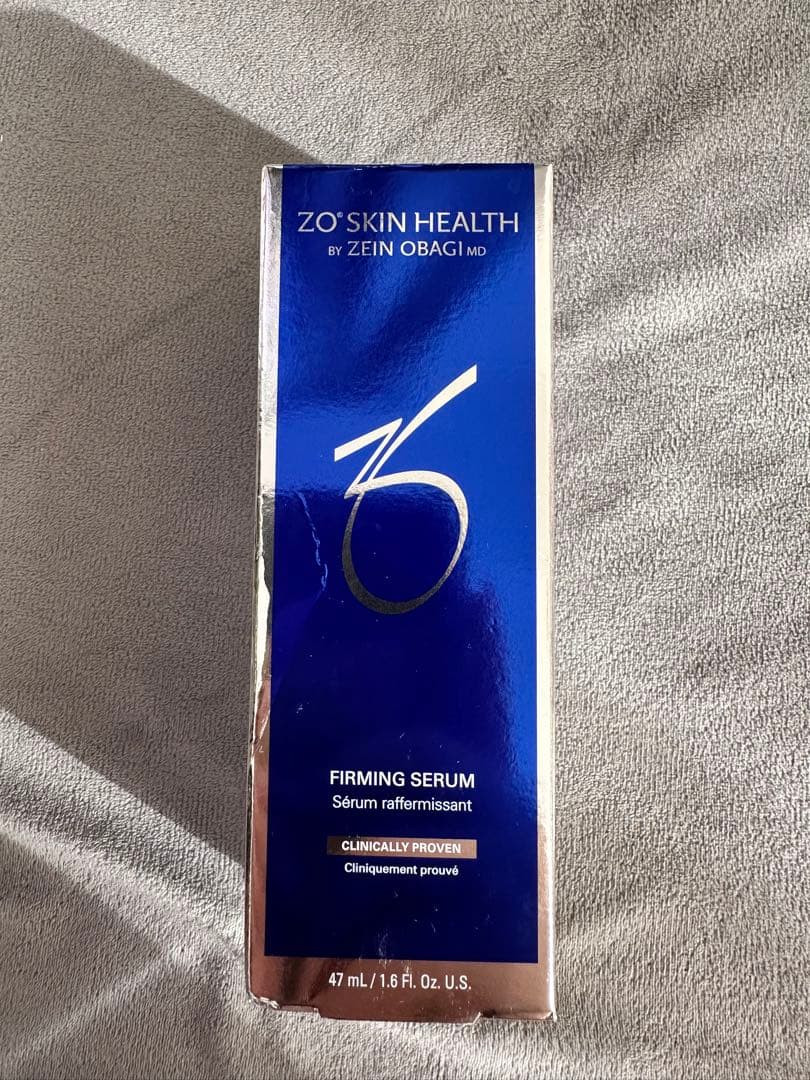 ZO® SKIN HEALTH
BY ZEIN OBAGI MD
FIRMING SERUM
Sérum raffermissant
CLINICALLY PROVEN
Cliniquement prouvé
47 mL / 1.6 Fl. Oz. U.S.